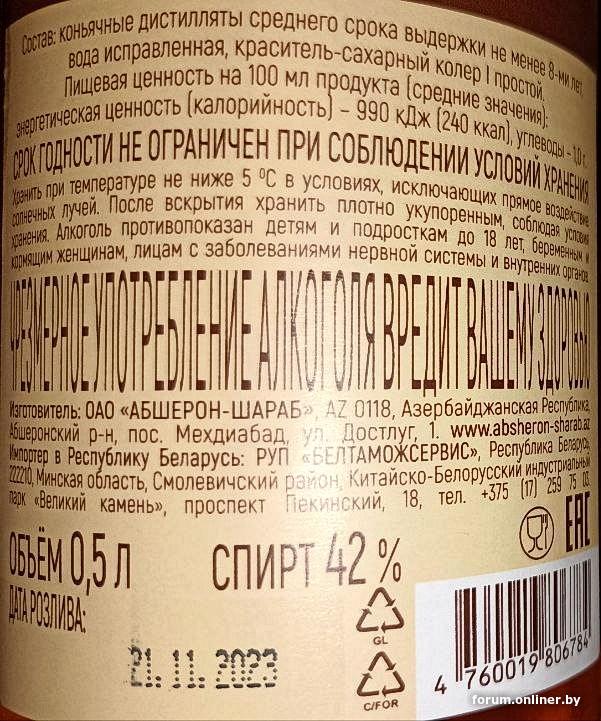 Состав: коньячные дистилляты среднего срока выдержки не менее 8-ми лет,
вода исправленная, краситель-сахарный колер I простой.
Пищевая ценность на 100 мл продукта (средние значения):
энергетическая ценность (калорийность) – 990 кДж (240 ккал), углеводы – 1,0 г.
СРОК ГОДНОСТИ НЕ ОГРАНИЧЕН ПРИ СОБЛЮДЕНИИ УСЛОВИЙ ХРАНЕНИЯ
Хранить при температуре не ниже 5 °С в условиях, исключающих прямое воздействие
солнечных лучей. После вскрытия хранить плотно укупоренным, соблюдая условия
хранения. Алкоголь противопоказан детям и подросткам до 18 лет, беременным и
кормящим женщинам, лицам с заболеваниями нервной системы и внутренних органов
ЧРЕЗМЕРНОЕ УПОТРЕБЛЕНИЕ АЛКОГОЛЯ ВРЕДИТ ВАШЕМУ ЗДОРОВЬЮ
Изготовитель: ОАО «АБШЕРОН-ШАРАБ», AZ 0118, Азербайджанская Республика,
Абшеронский р-н, пос. Мехдиабад, ул. Достлуг, 1. www.absheron-sharab.az
Импортер в Республику Беларусь: РУП «БЕЛТАМОЖСЕРВИС», Республика Беларусь,
222210, Минская область, Смолевичский район, Китайско-Белорусский индустриальный
парк «Великий камень», проспект Пекинский, 18, тел. +375 (17) 259 75 03.
EAC
ОБЪЁМ 0,5 л СПИРТ 42 %
ДАТА РОЗЛИВА:
21.11.2023
GL
C/FOR
4 760019 806784
forum.onliner.by